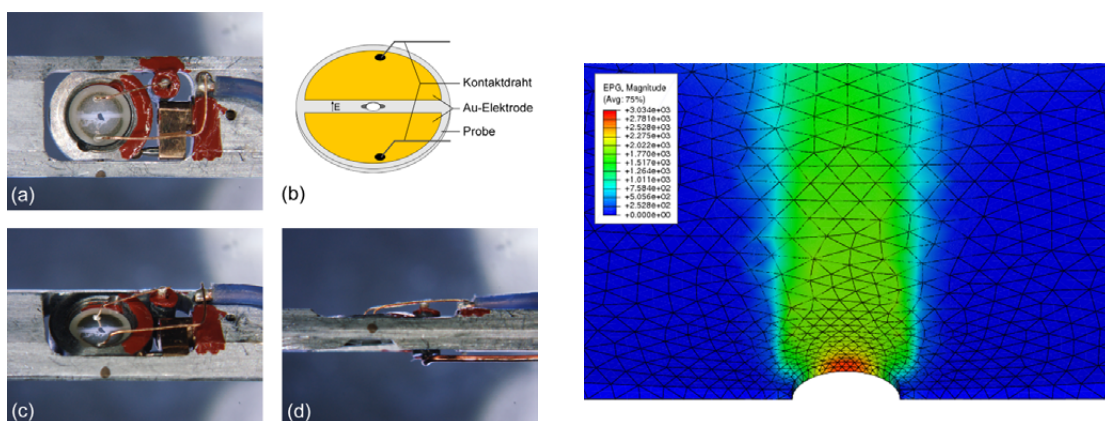 (a)
(b)
E
Kontaktdraht
Au-Elektrode
Probe
(c)
(d)
EPG, Magnitude
(Avg: 75%)
+3.034e+03
+2.781e+03
+2.528e+03
+2.275e+03
+2.022e+03
+1.770e+03
+1.517e+03
+1.264e+03
+1.011e+03
+7.584e+02
+5.056e+02
+2.528e+02
+0.000e+00